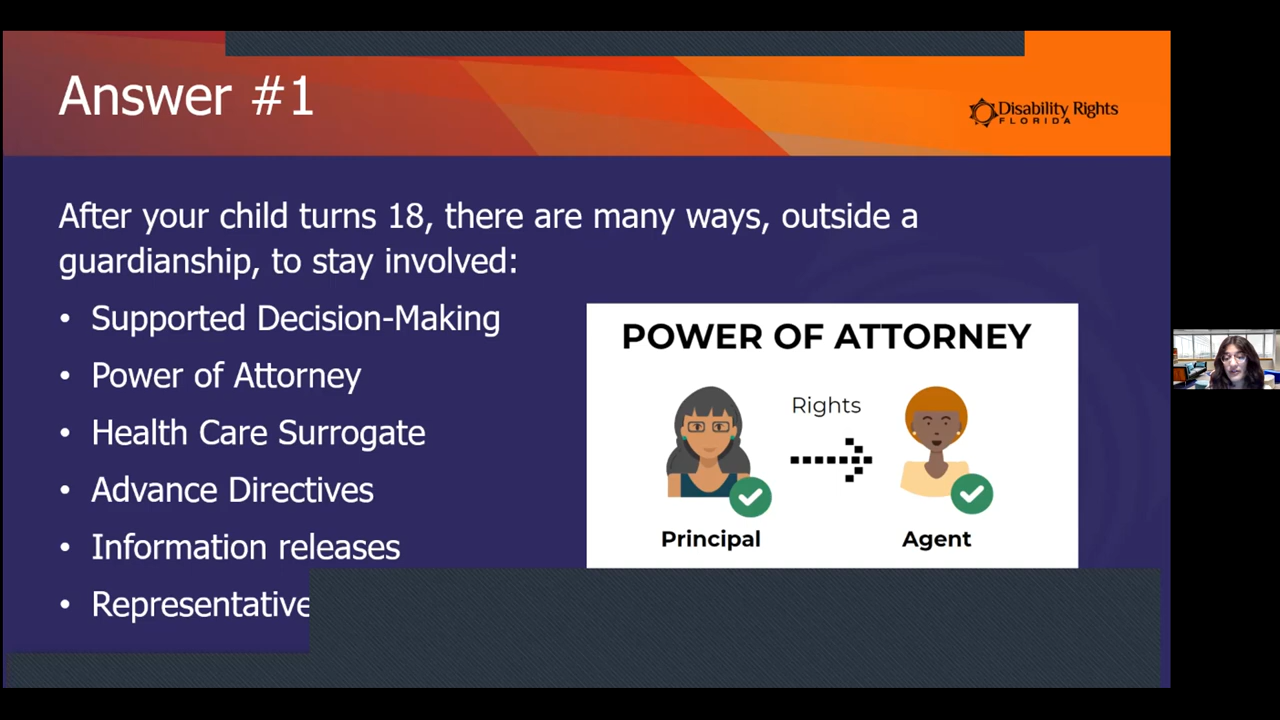 Answer #1
Disability Rights
FLORIDA
After your child turns 18, there are many ways, outside a
guardianship, to stay involved:
• Supported Decision-Making
• Power of Attorney
• Health Care Surrogate
• Advance Directives
• Information releases
• Representative
POWER OF ATTORNEY
Rights
Principal
Agent